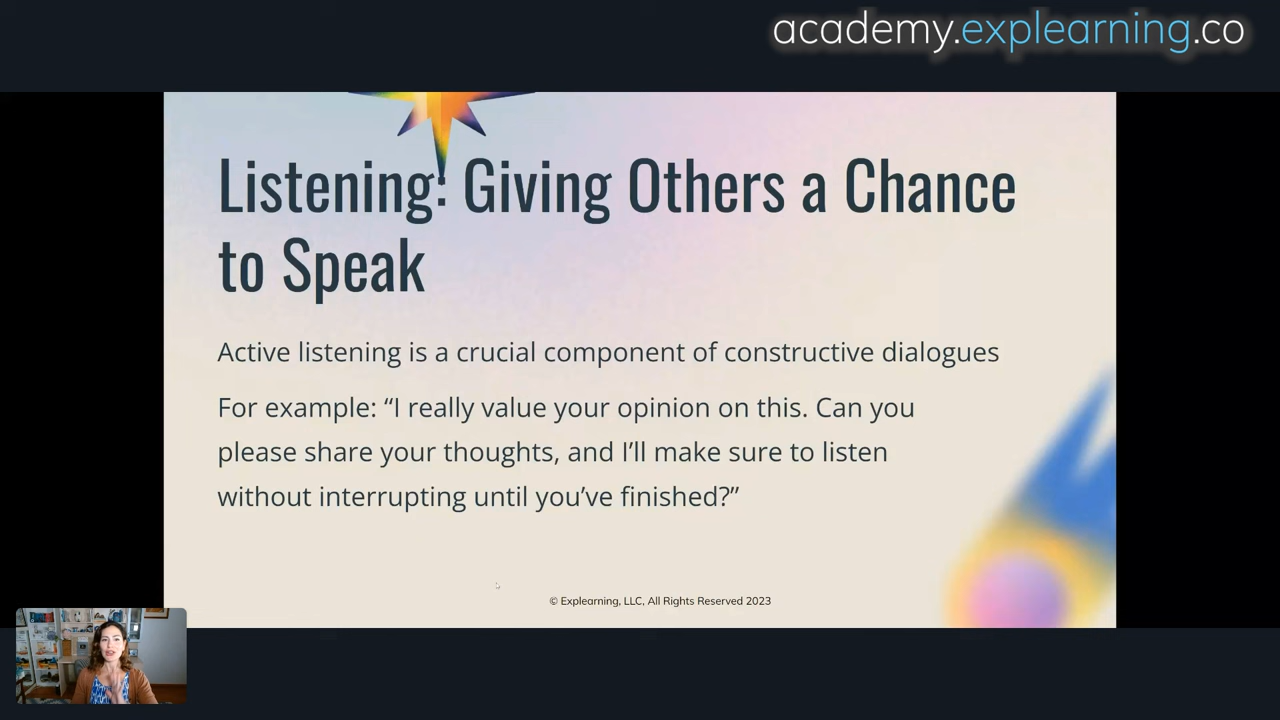 academy.explearning.co
Listening: Giving Others a Chance
to Speak
Active listening is a crucial component of constructive dialogues
For example: “I really value your opinion on this. Can you
please share your thoughts, and I’ll make sure to listen
without interrupting until you’ve finished?”
© Explearning, LLC, All Rights Reserved 2023